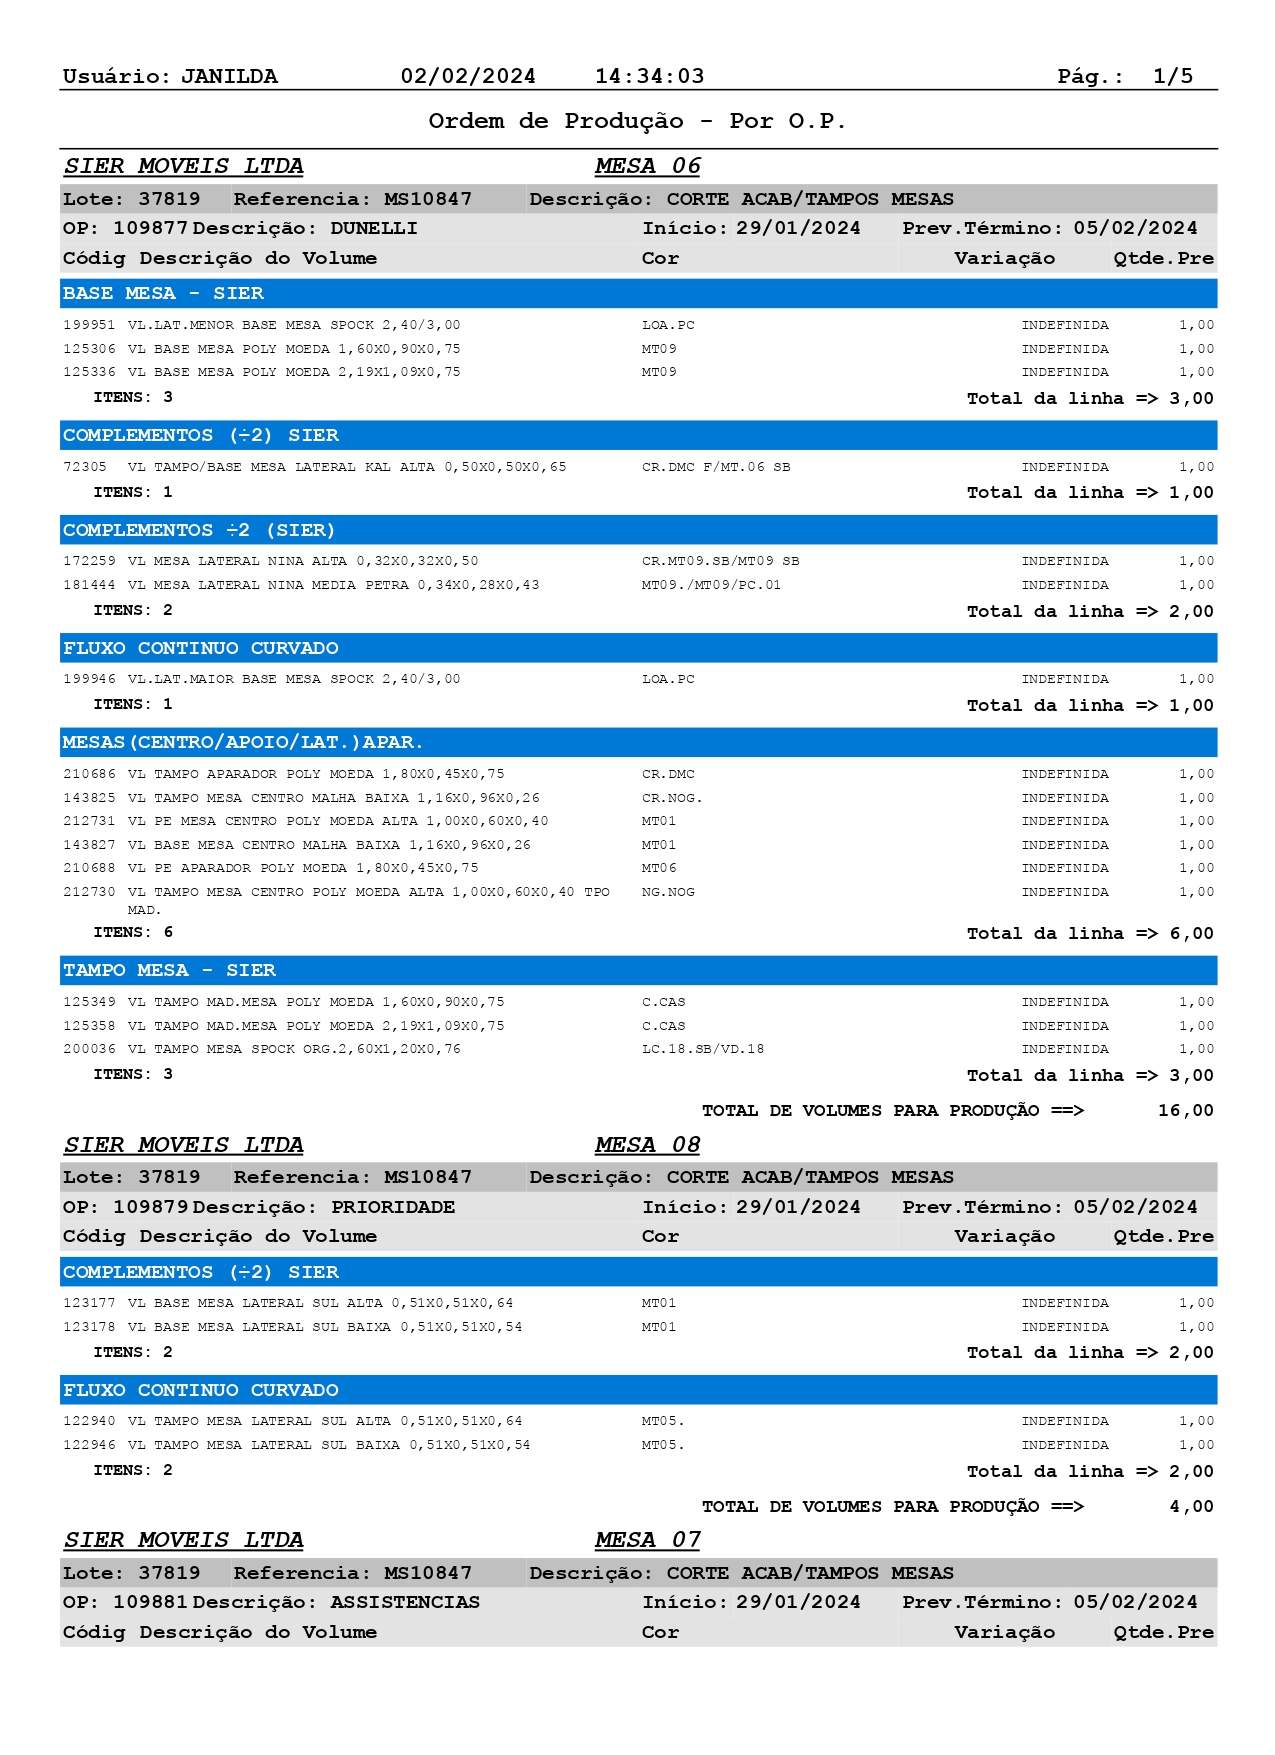 Usuário: JANILDA 02/02/2024 14:34:03 Pág.: 1/5
Ordem de Produção - Por O.P.
SIER MOVEIS LTDA MESA 06
Lote: 37819 Referencia: MS10847 Descrição: CORTE ACAB/TAMPOS MESAS
OP: 109877 Descrição: DUNELLI Início: 29/01/2024 Prev.Término: 05/02/2024
Códig Descrição do Volume Cor Variação Qtde.Pre
BASE MESA - SIER
199951 VL.LAT.MENOR BASE MESA SPOCK 2,40/3,00 LOA.PC INDEFINIDA 1,00
125306 VL BASE MESA POLY MOEDA 1,60X0,90X0,75 MT09 INDEFINIDA 1,00
125336 VL BASE MESA POLY MOEDA 2,19X1,09X0,75 MT09 INDEFINIDA 1,00
ITENS: 3 Total da linha => 3,00
COMPLEMENTOS (÷2) SIER
72305 VL TAMPO/BASE MESA LATERAL KAL ALTA 0,50X0,50X0,65 CR.DMC F/MT.06 SB INDEFINIDA 1,00
ITENS: 1 Total da linha => 1,00
COMPLEMENTOS ÷2 (SIER)
172259 VL MESA LATERAL NINA ALTA 0,32X0,32X0,50 CR.MT09.SB/MT09 SB INDEFINIDA 1,00
181444 VL MESA LATERAL NINA MEDIA PETRA 0,34X0,28X0,43 MT09./MT09/PC.01 INDEFINIDA 1,00
ITENS: 2 Total da linha => 2,00
FLUXO CONTINUO CURVADO
199946 VL.LAT.MAIOR BASE MESA SPOCK 2,40/3,00 LOA.PC INDEFINIDA 1,00
ITENS: 1 Total da linha => 1,00
MESAS(CENTRO/APOIO/LAT.)APAR.
210686 VL TAMPO APARADOR POLY MOEDA 1,80X0,45X0,75 CR.DMC INDEFINIDA 1,00
143825 VL TAMPO MESA CENTRO MALHA BAIXA 1,16X0,96X0,26 CR.NOG. INDEFINIDA 1,00
212731 VL PE MESA CENTRO POLY MOEDA ALTA 1,00X0,60X0,40 MT01 INDEFINIDA 1,00
143827 VL BASE MESA CENTRO MALHA BAIXA 1,16X0,96X0,26 MT01 INDEFINIDA 1,00
210688 VL PE APARADOR POLY MOEDA 1,80X0,45X0,75 MT06 INDEFINIDA 1,00
212730 VL TAMPO MESA CENTRO POLY MOEDA ALTA 1,00X0,60X0,40 TPO NG.NOG INDEFINIDA 1,00
MAD.
ITENS: 6 Total da linha => 6,00
TAMPO MESA - SIER
125349 VL TAMPO MAD.MESA POLY MOEDA 1,60X0,90X0,75 C.CAS INDEFINIDA 1,00
125358 VL TAMPO MAD.MESA POLY MOEDA 2,19X1,09X0,75 C.CAS INDEFINIDA 1,00
200036 VL TAMPO MESA SPOCK ORG.2,60X1,20X0,76 LC.18.SB/VD.18 INDEFINIDA 1,00
ITENS: 3 Total da linha => 3,00
TOTAL DE VOLUMES PARA PRODUÇÃO ==> 16,00
SIER MOVEIS LTDA MESA 08
Lote: 37819 Referencia: MS10847 Descrição: CORTE ACAB/TAMPOS MESAS
OP: 109879 Descrição: PRIORIDADE Início: 29/01/2024 Prev.Término: 05/02/2024
Códig Descrição do Volume Cor Variação Qtde.Pre
COMPLEMENTOS (÷2) SIER
123177 VL BASE MESA LATERAL SUL ALTA 0,51X0,51X0,64 MT01 INDEFINIDA 1,00
123178 VL BASE MESA LATERAL SUL BAIXA 0,51X0,51X0,54 MT01 INDEFINIDA 1,00
ITENS: 2 Total da linha => 2,00
FLUXO CONTINUO CURVADO
122940 VL TAMPO MESA LATERAL SUL ALTA 0,51X0,51X0,64 MT05. INDEFINIDA 1,00
122946 VL TAMPO MESA LATERAL SUL BAIXA 0,51X0,51X0,54 MT05. INDEFINIDA 1,00
ITENS: 2 Total da linha => 2,00
TOTAL DE VOLUMES PARA PRODUÇÃO ==> 4,00
SIER MOVEIS LTDA MESA 07
Lote: 37819 Referencia: MS10847 Descrição: CORTE ACAB/TAMPOS MESAS
OP: 109881 Descrição: ASSISTENCIAS Início: 29/01/2024 Prev.Término: 05/02/2024
Códig Descrição do Volume Cor Variação Qtde.Pre